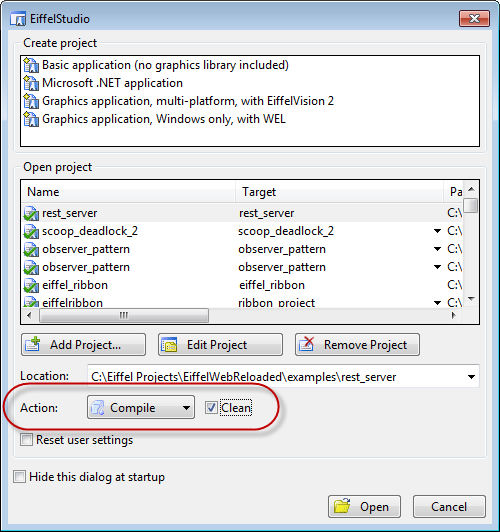 EiffelStudio
Create project
Basic application (no graphics library included)
Microsoft .NET application
Graphics application, multi-platform, with EiffelVision 2
Graphics application, Windows only, with WEL
Open project
Name Target Pa
rest_server rest_server C:\
scoop_deadlock_2 scoop_deadlock_2 C:\
observer_pattern observer_pattern C:\
observer_pattern observer_pattern C:\
eiffel_ribbon eiffel_ribbon C:\
eiffelribbon ribbon_project C:\
Add Project... Edit Project Remove Project
Location: C:\Eiffel Projects\EiffelWebReloaded\examples\rest_server
Action: Compile Clean
Reset user settings
Hide this dialog at startup
Open Cancel